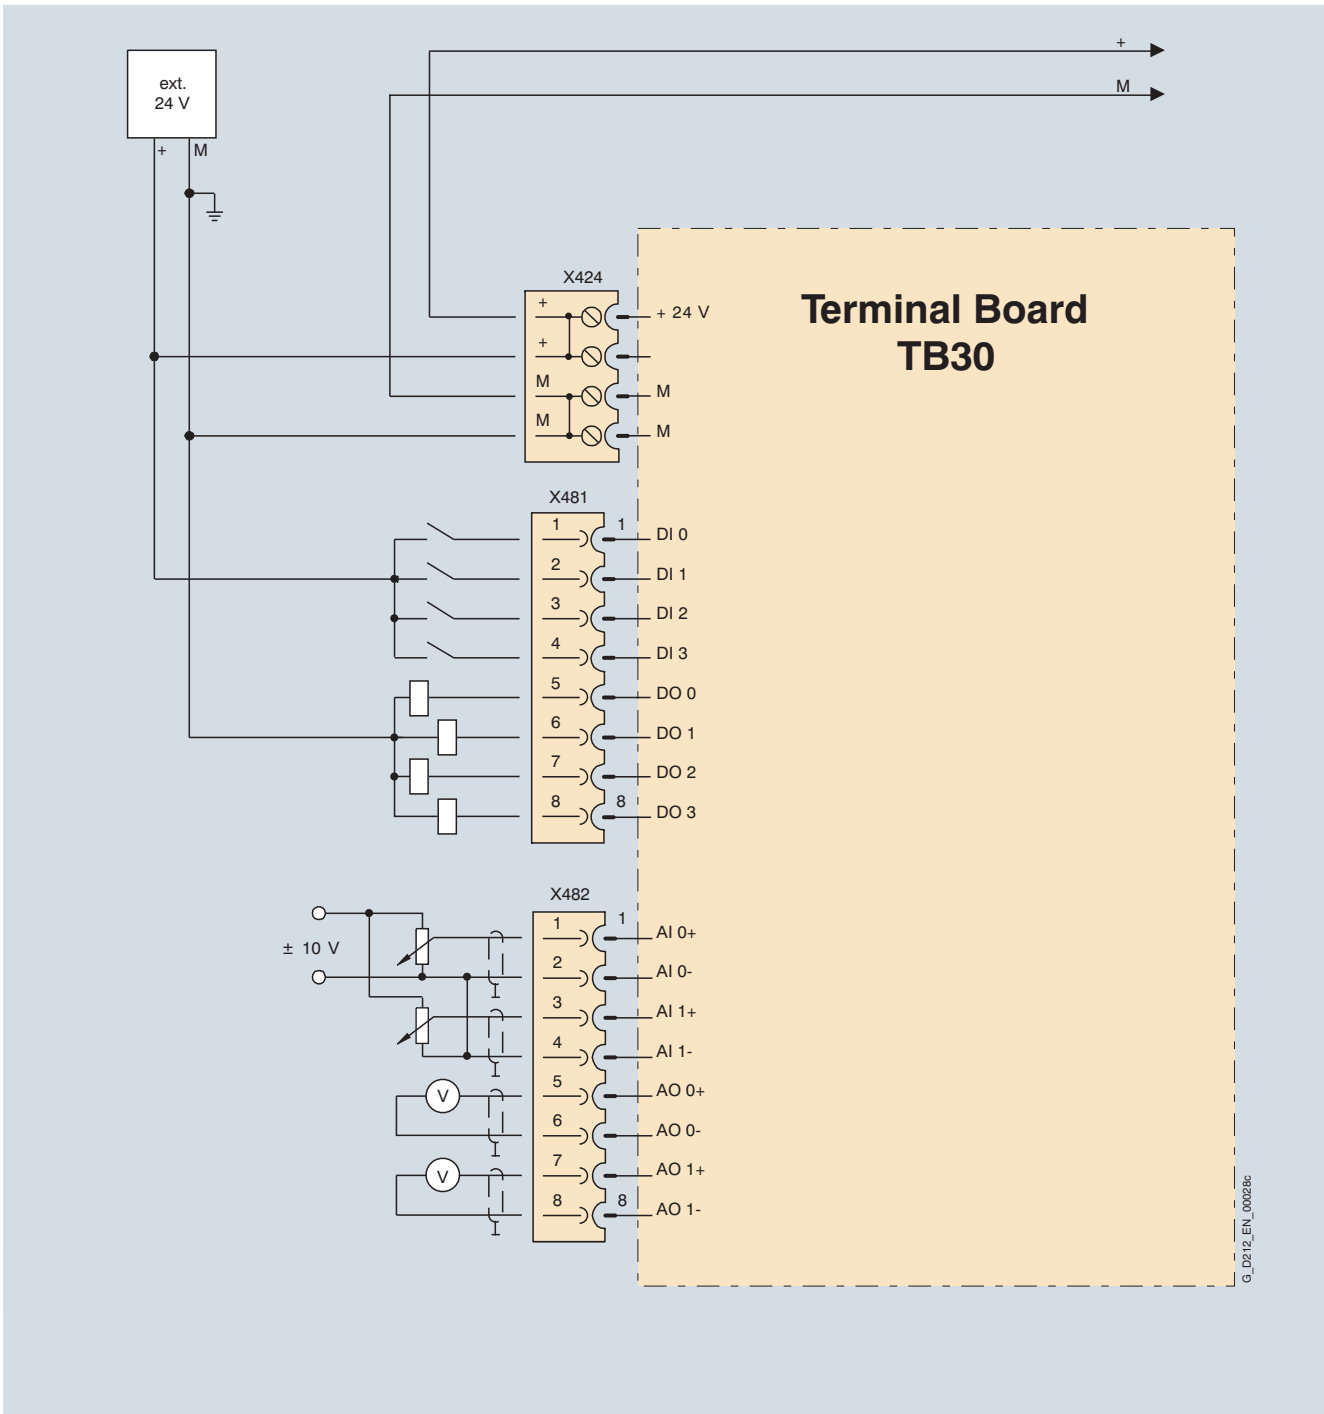 +
M
ext.
24 V
+ M
X424
+ + 24 V
+
M M
M M
Terminal Board
TB30
X481
1 1 DI 0
2 DI 1
3 DI 2
4 DI 3
5 DO 0
6 DO 1
7 DO 2
8 8 DO 3
X482
± 10 V
1 1 AI 0+
2 AI 0-
3 AI 1+
4 AI 1-
V 5 AO 0+
6 AO 0-
V 7 AO 1+
8 8 AO 1-
G_D212_EN_00028c